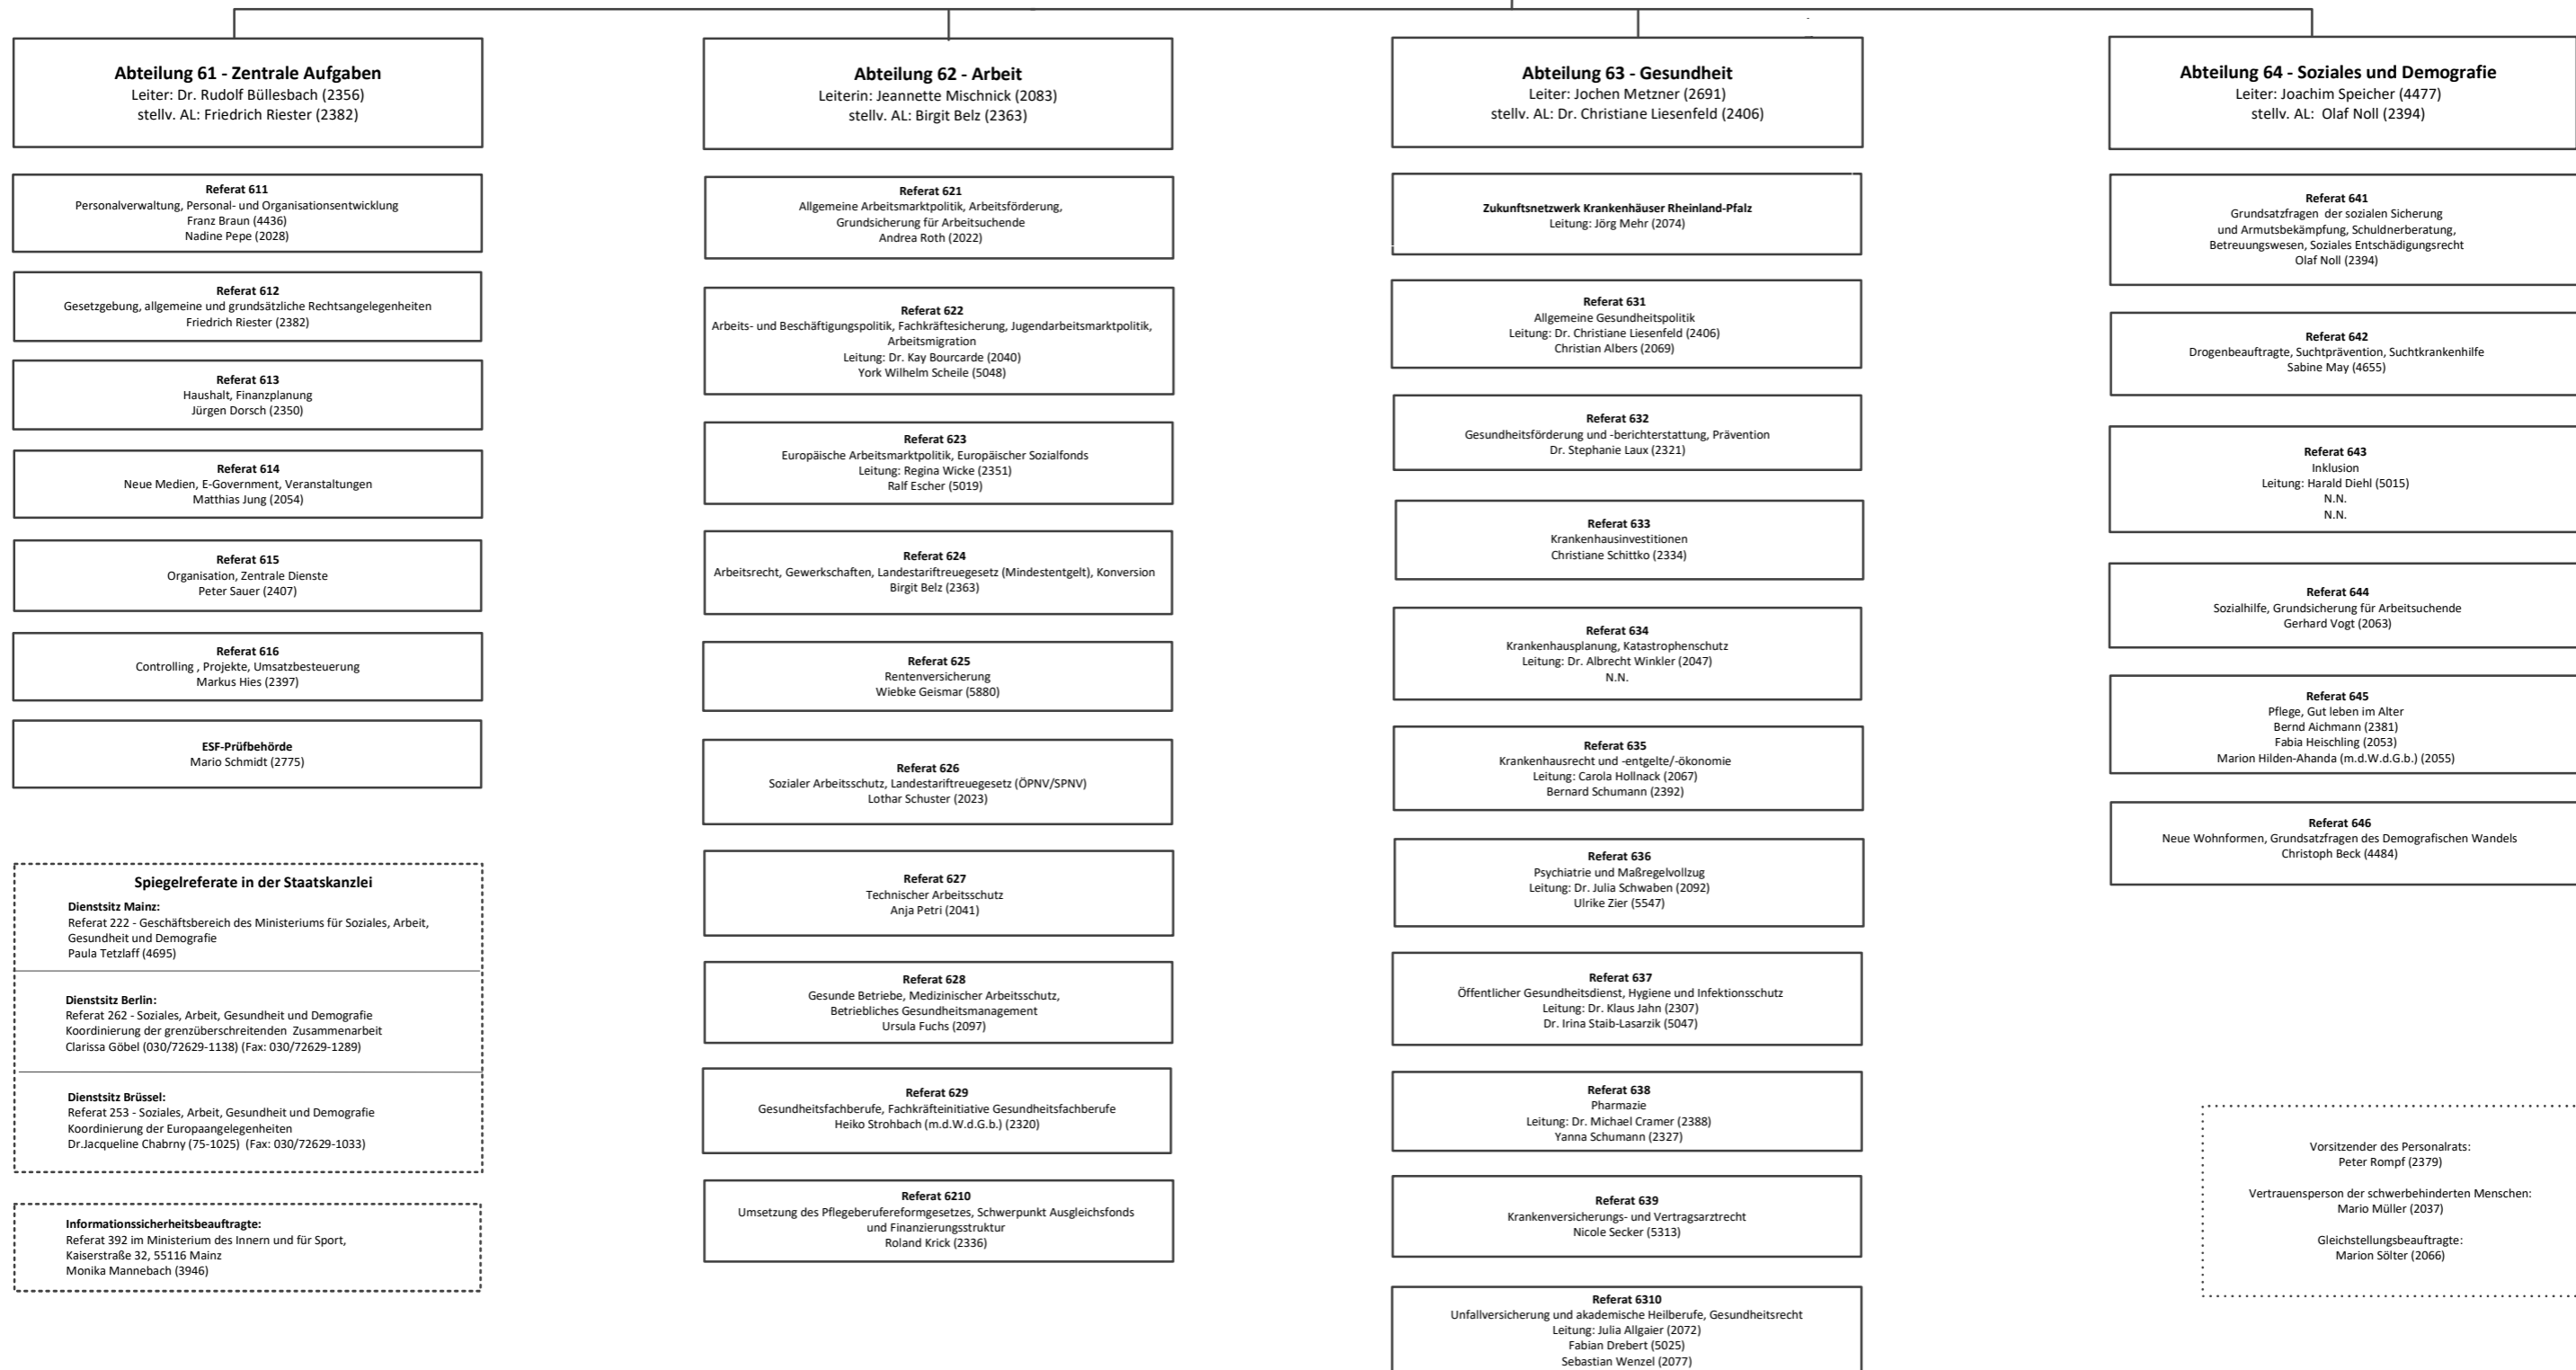 Abteilung 61 - Zentrale Aufgaben
Leiter: Dr. Rudolf Büllesbach (2356)
stellv. AL: Friedrich Riester (2382)
Referat 611
Personalverwaltung, Personal- und Organisationsentwicklung
Franz Braun (4436)
Nadine Pepe (2028)
Referat 612
Gesetzgebung, allgemeine und grundsätzliche Rechtsangelegenheiten
Friedrich Riester (2382)
Referat 613
Haushalt, Finanzplanung
Jürgen Dorsch (2350)
Referat 614
Neue Medien, E-Government, Veranstaltungen
Matthias Jung (2054)
Referat 615
Organisation, Zentrale Dienste
Peter Sauer (2407)
Referat 616
Controlling , Projekte, Umsatzbesteuerung
Markus Hies (2397)
ESF-Prüfbehörde
Mario Schmidt (2775)
Spiegelreferate in der Staatskanzlei
Dienstsitz Mainz:
Referat 222 - Geschäftsbereich des Ministeriums für Soziales, Arbeit,
Gesundheit und Demografie
Paula Tetzlaff (4695)
Dienstsitz Berlin:
Referat 262 - Soziales, Arbeit, Gesundheit und Demografie
Koordinierung der grenzüberschreitenden Zusammenarbeit
Clarissa Göbel (030/72629-1138) (Fax: 030/72629-1289)
Dienstsitz Brüssel:
Referat 253 - Soziales, Arbeit, Gesundheit und Demografie
Koordinierung der Europaangelegenheiten
Dr.Jacqueline Chabrny (75-1025) (Fax: 030/72629-1033)
Informationssicherheitsbeauftragte:
Referat 392 im Ministerium des Innern und für Sport,
Kaiserstraße 32, 55116 Mainz
Monika Mannebach (3946)
Abteilung 62 - Arbeit
Leiterin: Jeannette Mischnick (2083)
stellv. AL: Birgit Belz (2363)
Referat 621
Allgemeine Arbeitsmarktpolitik, Arbeitsförderung,
Grundsicherung für Arbeitsuchende
Andrea Roth (2022)
Referat 622
Arbeits- und Beschäftigungspolitik, Fachkräftesicherung, Jugendarbeitsmarktpolitik,
Arbeitsmigration
Leitung: Dr. Kay Bourcarde (2040)
York Wilhelm Scheile (5048)
Referat 623
Europäische Arbeitsmarktpolitik, Europäischer Sozialfonds
Leitung: Regina Wicke (2351)
Ralf Escher (5019)
Referat 624
Arbeitsrecht, Gewerkschaften, Landestariftreuegesetz (Mindestentgelt), Konversion
Birgit Belz (2363)
Referat 625
Rentenversicherung
Wiebke Geismar (5880)
Referat 626
Sozialer Arbeitsschutz, Landestariftreuegesetz (ÖPNV/SPNV)
Lothar Schuster (2023)
Referat 627
Technischer Arbeitsschutz
Anja Petri (2041)
Referat 628
Gesunde Betriebe, Medizinischer Arbeitsschutz,
Betriebliches Gesundheitsmanagement
Ursula Fuchs (2097)
Referat 629
Gesundheitsfachberufe, Fachkräfteinitiative Gesundheitsfachberufe
Heiko Strohbach (m.d.W.d.G.b.) (2320)
Referat 6210
Umsetzung des Pflegeberufereformgesetzes, Schwerpunkt Ausgleichsfonds
und Finanzierungsstruktur
Roland Krick (2336)
Abteilung 63 - Gesundheit
Leiter: Jochen Metzner (2691)
stellv. AL: Dr. Christiane Liesenfeld (2406)
Zukunftsnetzwerk Krankenhäuser Rheinland-Pfalz
Leitung: Jörg Mehr (2074)
Referat 631
Allgemeine Gesundheitspolitik
Leitung: Dr. Christiane Liesenfeld (2406)
Christian Albers (2069)
Referat 632
Gesundheitsförderung und -berichterstattung, Prävention
Dr. Stephanie Laux (2321)
Referat 633
Krankenhausinvestitionen
Christiane Schittko (2334)
Referat 634
Krankenhausplanung, Katastrophenschutz
Leitung: Dr. Albrecht Winkler (2047)
N.N.
Referat 635
Krankenhausrecht und -entgelte/-ökonomie
Leitung: Carola Hollnack (2067)
Bernard Schumann (2392)
Referat 636
Psychiatrie und Maßregelvollzug
Leitung: Dr. Julia Schwaben (2092)
Ulrike Zier (5547)
Referat 637
Öffentlicher Gesundheitsdienst, Hygiene und Infektionsschutz
Leitung: Dr. Klaus Jahn (2307)
Dr. Irina Staib-Lasarzik (5047)
Referat 638
Pharmazie
Leitung: Dr. Michael Cramer (2388)
Yanna Schumann (2327)
Referat 639
Krankenversicherungs- und Vertragsarztrecht
Nicole Secker (5313)
Referat 6310
Unfallversicherung und akademische Heilberufe, Gesundheitsrecht
Leitung: Julia Allgaier (2072)
Fabian Drebert (5025)
Sebastian Wenzel (2077)
Abteilung 64 - Soziales und Demografie
Leiter: Joachim Speicher (4477)
stellv. AL: Olaf Noll (2394)
Referat 641
Grundsatzfragen der sozialen Sicherung
und Armutsbekämpfung, Schuldnerberatung,
Betreuungswesen, Soziales Entschädigungsrecht
Olaf Noll (2394)
Referat 642
Drogenbeauftragte, Suchtprävention, Suchtkrankenhilfe
Sabine May (4655)
Referat 643
Inklusion
Leitung: Harald Diehl (5015)
N.N.
N.N.
Referat 644
Sozialhilfe, Grundsicherung für Arbeitsuchende
Gerhard Vogt (2063)
Referat 645
Pflege, Gut leben im Alter
Bernd Aichmann (2381)
Fabia Heischling (2053)
Marion Hilden-Ahanda (m.d.W.d.G.b.) (2055)
Referat 646
Neue Wohnformen, Grundsatzfragen des Demografischen Wandels
Christoph Beck (4484)
Vorsitzender des Personalrats:
Peter Rompf (2379)
Vertrauensperson der schwerbehinderten Menschen:
Mario Müller (2037)
Gleichstellungsbeauftragte:
Marion Sölter (2066)